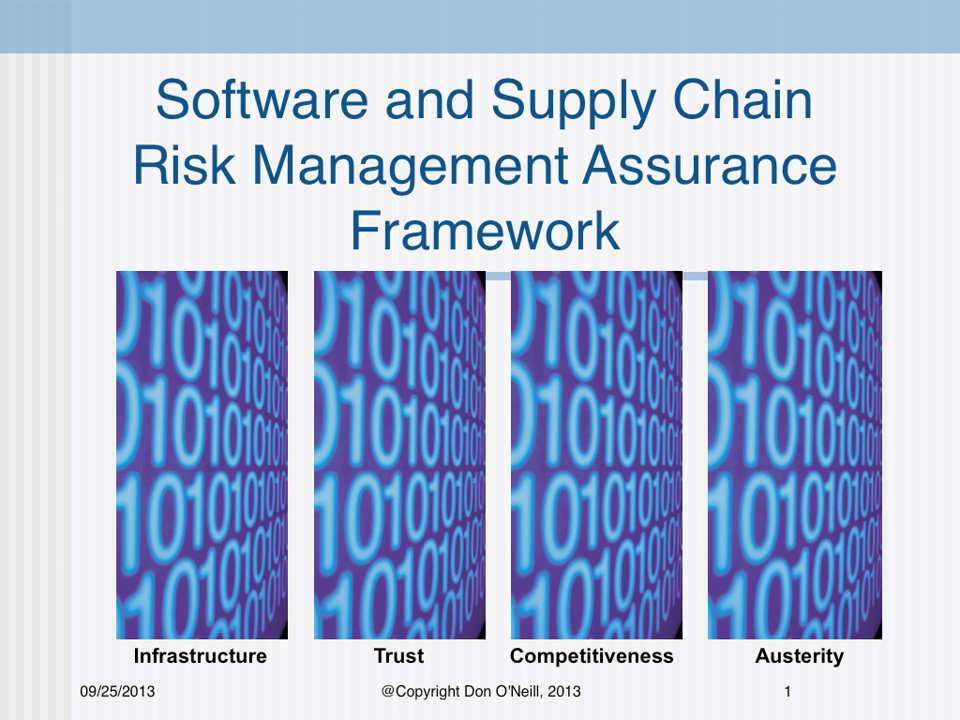 Software and Supply Chain
Risk Management Assurance
Framework
Infrastructure Trust Competitiveness Austerity
09/25/2013 @Copyright Don O'Neill, 2013 1